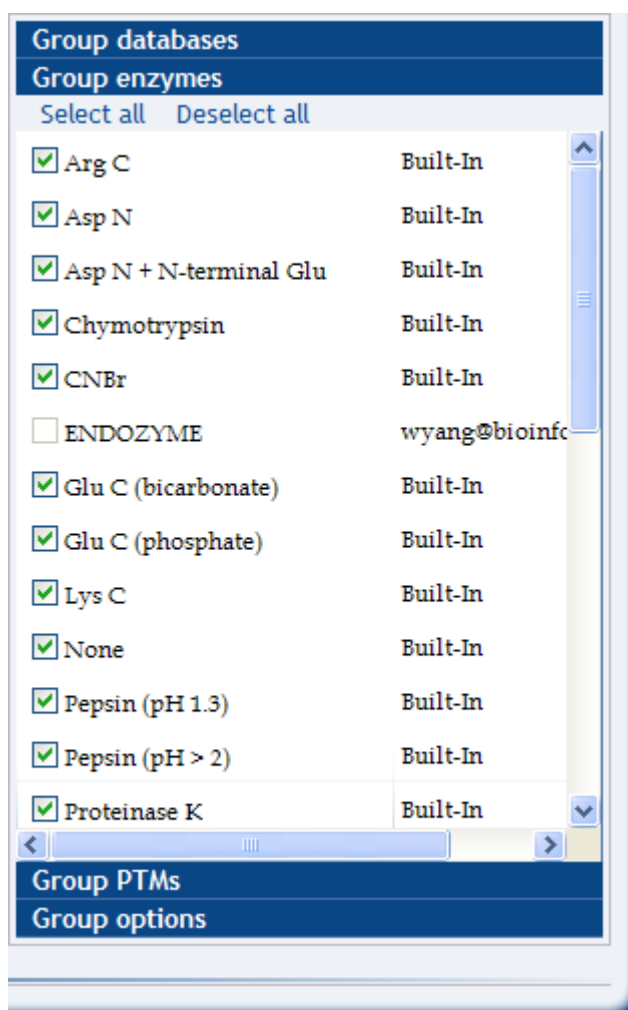 Group databases
Group enzymes
Select all Deselect all
Arg C Built-In
Asp N Built-In
Asp N + N-terminal Glu Built-In
Chymotrypsin Built-In
CNBr Built-In
ENDOZYME wyang@bioinfo
Glu C (bicarbonate) Built-In
Glu C (phosphate) Built-In
Lys C Built-In
None Built-In
Pepsin (pH 1.3) Built-In
Pepsin (pH > 2) Built-In
Proteinase K Built-In
Group PTMs
Group options